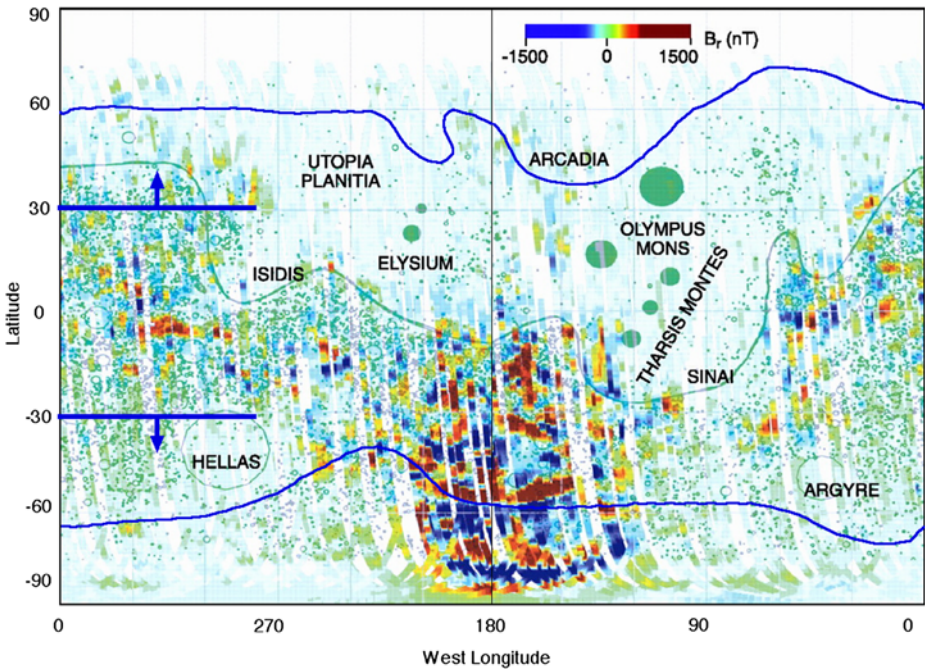 90
60
30
0
-30
-60
-90
Latitude
-1500
0
1500
Br (nT)
UTOPIA
PLANITIA
ARCADIA
ISIDIS
ELYSIUM
OLYMPUS
MONS
THARSIS MONTES
SINAI
HELLAS
ARGYRE
0
270
180
90
0
West Longitude